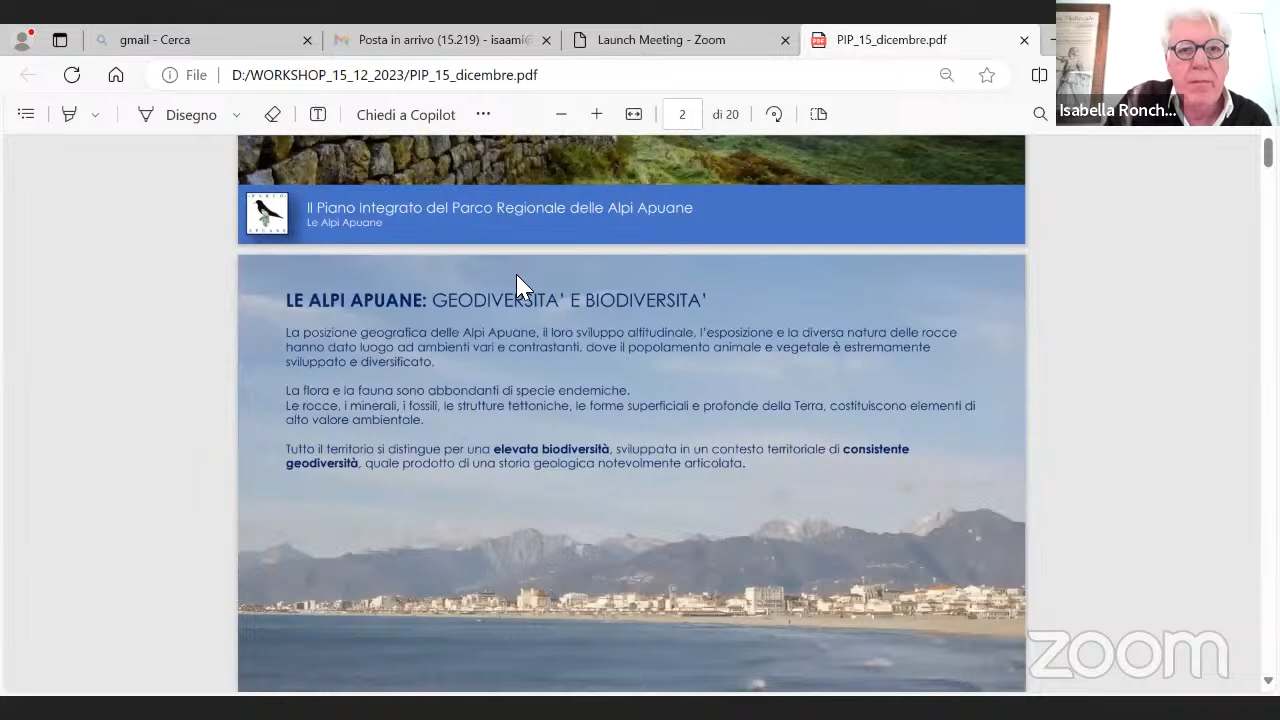 gmail - Cerca
Posta in arrivo (15,219) - isaami@
Launch Meeting - Zoom
PIP_15_dicembre.pdf
File
D:/WORKSHOP_15_12_2023/PIP_15_dicembre.pdf
Disegno
Chiedi a Copilot
2
di 20
Isabella Ronch...
PARCO
APUANE
Il Piano Integrato del Parco Regionale delle Alpi Apuane
Le Alpi Apuane
LE ALPI APUANE: GEODIVERSITA' E BIODIVERSITA'
La posizione geografica delle Alpi Apuane, il loro sviluppo altitudinale, l'esposizione e la diversa natura delle rocce
hanno dato luogo ad ambienti vari e contrastanti, dove il popolamento animale e vegetale è estremamente
sviluppato e diversificato.
La flora e la fauna sono abbondanti di specie endemiche.
Le rocce, i minerali, i fossili, le strutture tettoniche, le forme superficiali e profonde della Terra, costituiscono elementi di
alto valore ambientale.
Tutto il territorio si distingue per una elevata biodiversità, sviluppata in un contesto territoriale di consistente
geodiversità, quale prodotto di una storia geologica notevolmente articolata.
zoom